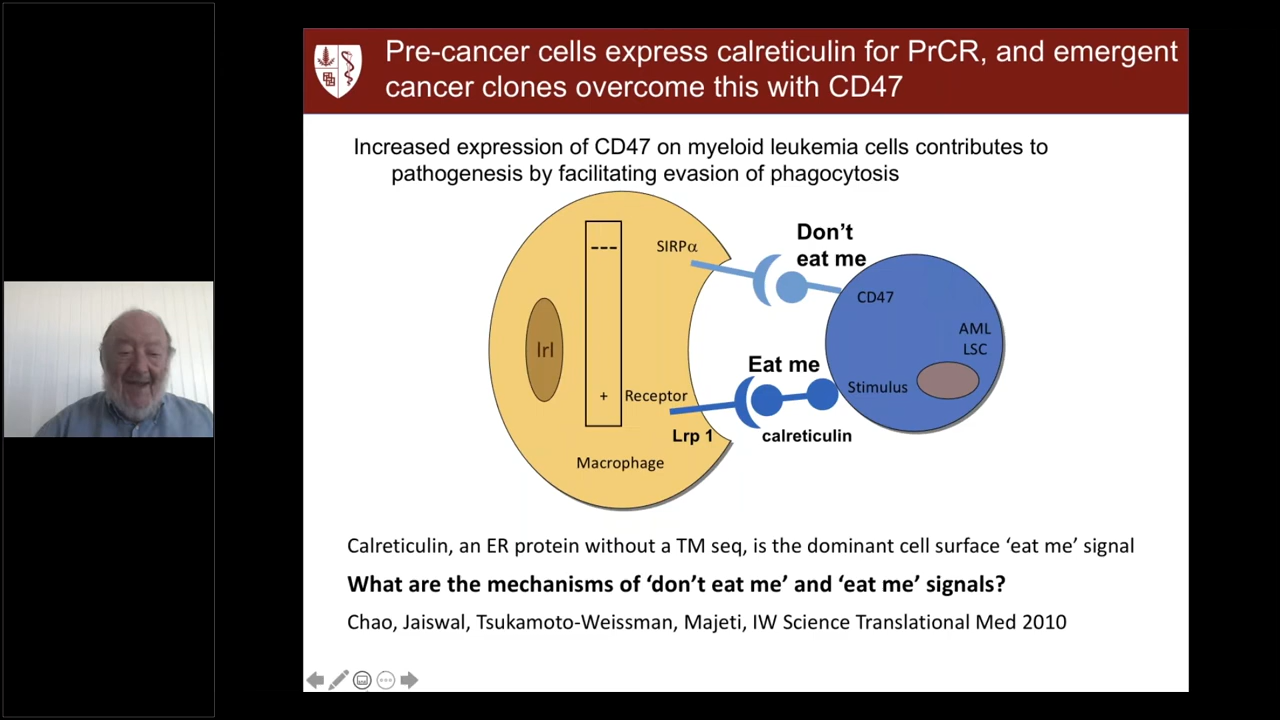 Pre-cancer cells express calreticulin for PrCR, and emergent
cancer clones overcome this with CD47
Increased expression of CD47 on myeloid leukemia cells contributes to
pathogenesis by facilitating evasion of phagocytosis
Don't
eat me
SIRPα
---
CD47
AML
LSC
Irl
Eat me
Stimulus
+
Receptor
Lrp 1
calreticulin
Macrophage
Calreticulin, an ER protein without a TM seq, is the dominant cell surface ‘eat me’ signal
What are the mechanisms of ‘don’t eat me’ and ‘eat me’ signals?
Chao, Jaiswal, Tsukamoto-Weissman, Majeti, IW Science Translational Med 2010